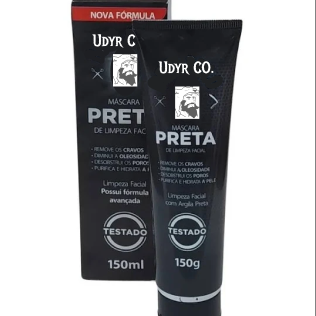 NOVA FÓRMULA
UDYR C
MÁSCARA
PRET
DE LIMPEZA FAC
• REMOVE OS CRAVOS
• DIMINUI A OLEOSIDADE
• DESOBSTRUI OS POROS
• PURIFICA E HIDRATA A
Limpeza Facial
Possui fórmula
avançada
TESTADO
150ml
UDYR CO.
MÁSCARA
PRETA
DE LIMPEZA FACIAL
• REMOVE OS CRAVOS
• DIMINUI A OLEOSIDADE
• DESOBSTRUI OS POROS
• PURIFICA E HIDRATA A PELE
Limpeza Facial
com Argila Preta
TESTADO
150g